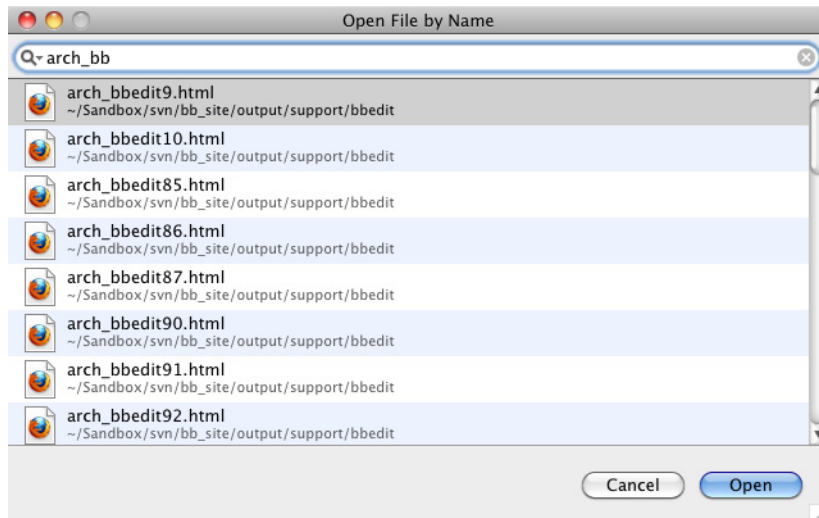 Open File by Name
arch_bb
arch_bbedit9.html
~/Sandbox/svn/bb_site/output/support/bbedit
arch_bbedit10.html
~/Sandbox/svn/bb_site/output/support/bbedit
arch_bbedit85.html
~/Sandbox/svn/bb_site/output/support/bbedit
arch_bbedit86.html
~/Sandbox/svn/bb_site/output/support/bbedit
arch_bbedit87.html
~/Sandbox/svn/bb_site/output/support/bbedit
arch_bbedit90.html
~/Sandbox/svn/bb_site/output/support/bbedit
arch_bbedit91.html
~/Sandbox/svn/bb_site/output/support/bbedit
arch_bbedit92.html
~/Sandbox/svn/bb_site/output/support/bbedit
Cancel Open